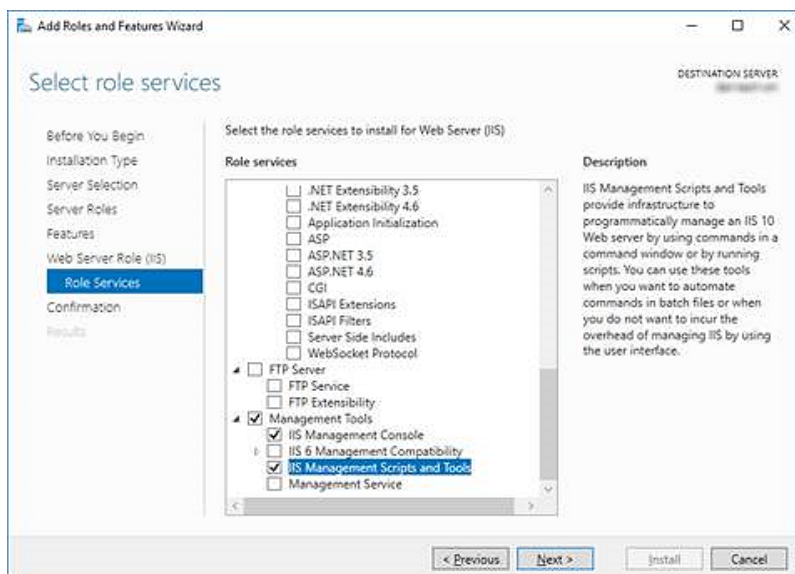 Add Roles and Features Wizard
Select role services
DESTINATION SERVER
Before You Begin
Installation Type
Server Selection
Server Roles
Features
Web Server Role (IIS)
Role Services
Confirmation
Results
Select the role services to install for Web Server (IIS)
Role services
.NET Extensibility 3.5
.NET Extensibility 4.6
Application Initialization
ASP
ASP.NET 3.5
ASP.NET 4.6
CGI
ISAPI Extensions
ISAPI Filters
Server Side Includes
WebSocket Protocol
FTP Server
FTP Service
FTP Extensibility
Management Tools
IIS Management Console
IIS 6 Management Compatibility
IIS Management Scripts and Tools
Management Service
Description
IIS Management Scripts and Tools
provide infrastructure to
programmatically manage an IIS 10
Web server by using commands in a
command window or by running
scripts. You can use these tools
when you want to automate
commands in batch files or when
you do not want to incur the
overhead of managing IIS by using
the user interface.
< Previous
Next >
Install
Cancel